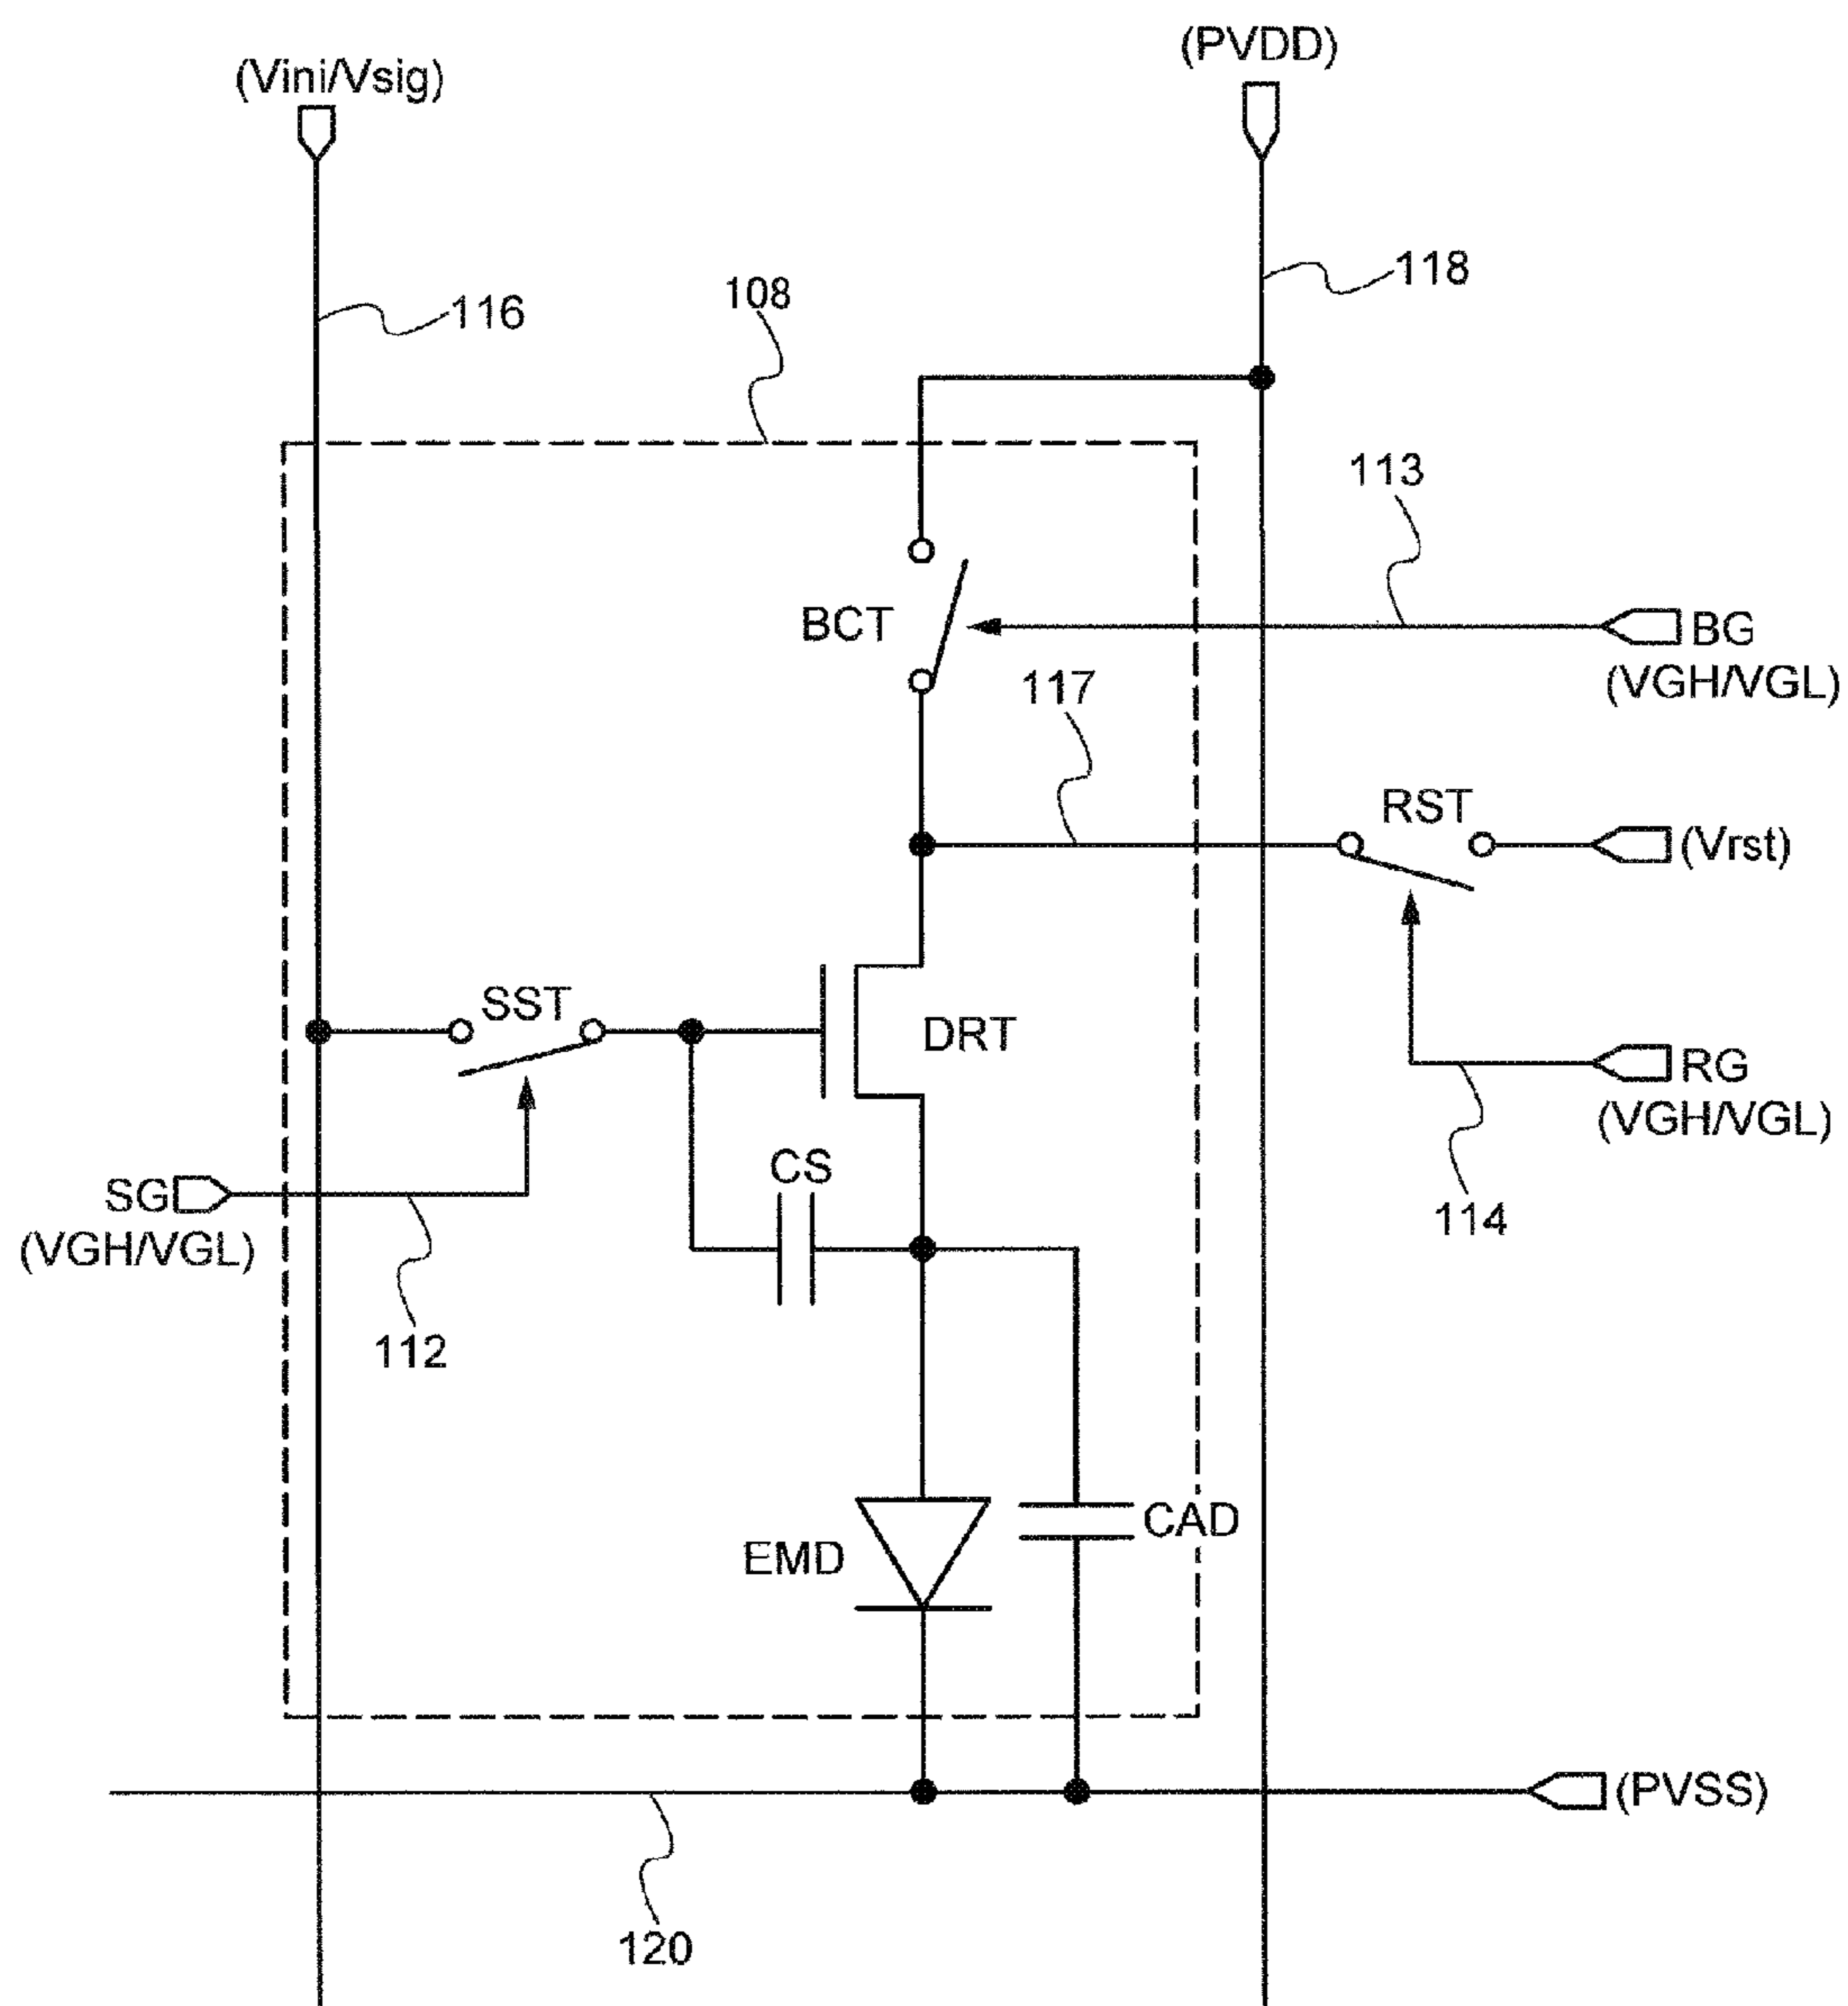 (PVDD)
(Vini/Vsig)
118
108
116
113
BCT
BG
(VGH/VGL)
117
RST
(Vrst)
SST
DRT
RG
(VGH/VGL)
CS
SG
(VGH/VGL)
114
112
CAD
EMD
(PVSS)
120